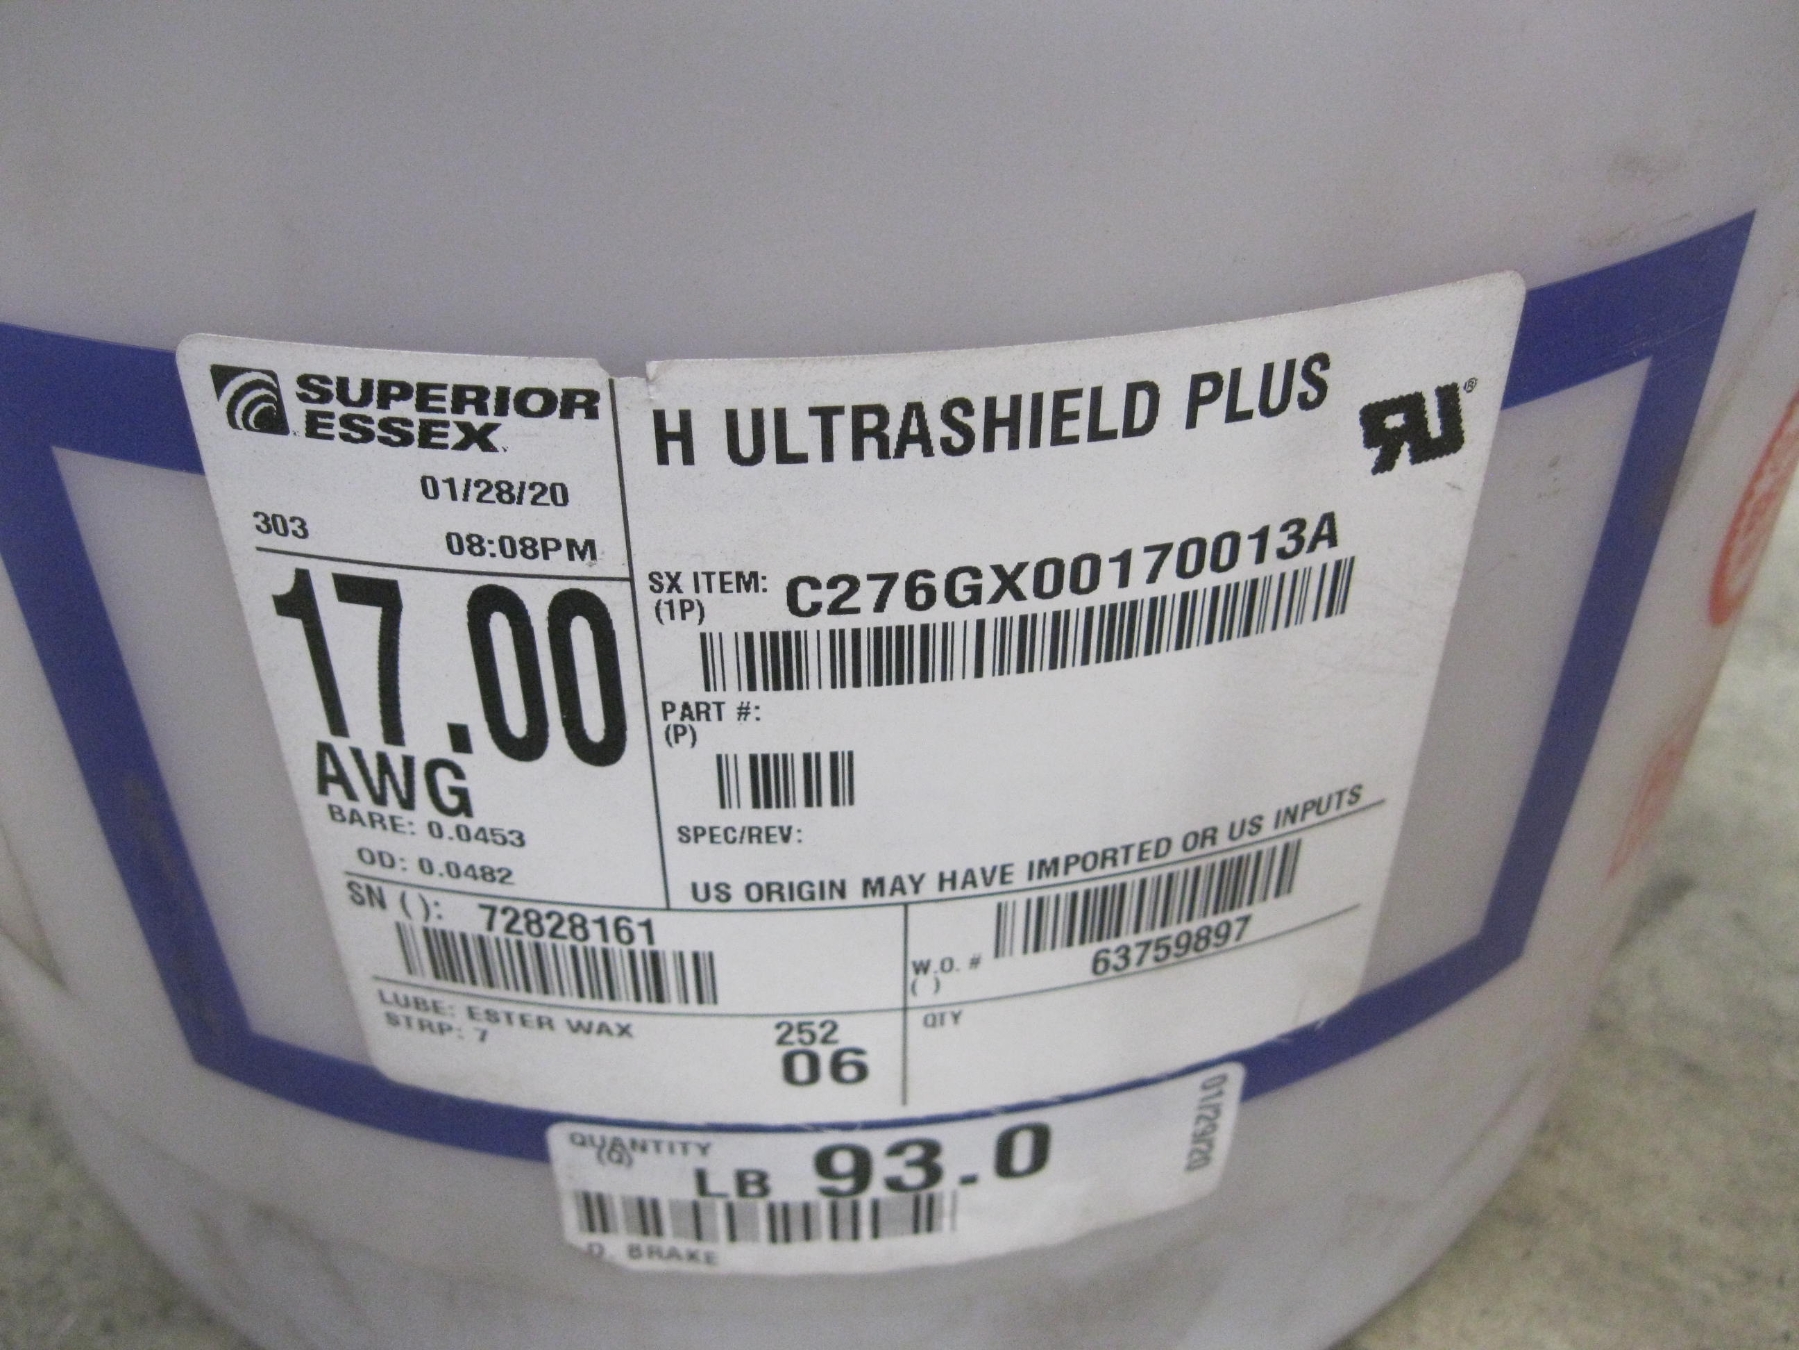 SUPERIOR
ESSEX
01/28/20
303
08:08PM
17.00
AWG
BARE: 0.0453
OD: 0.0482
H ULTRASHIELD PLUS
RU®
SX ITEM: C276GX00170013A
(1P)
PART #:
(P)
SPEC/REV:
US ORIGIN MAY HAVE IMPORTED OR US INPUTS
SN ( ): 72828161
W.O. #
( )
63759897
LUBE: ESTER WAX
STRP: 7
252
06
QTY
QUANTITY
(Q)
LB 93.0
01/29/20
D. BRAKE